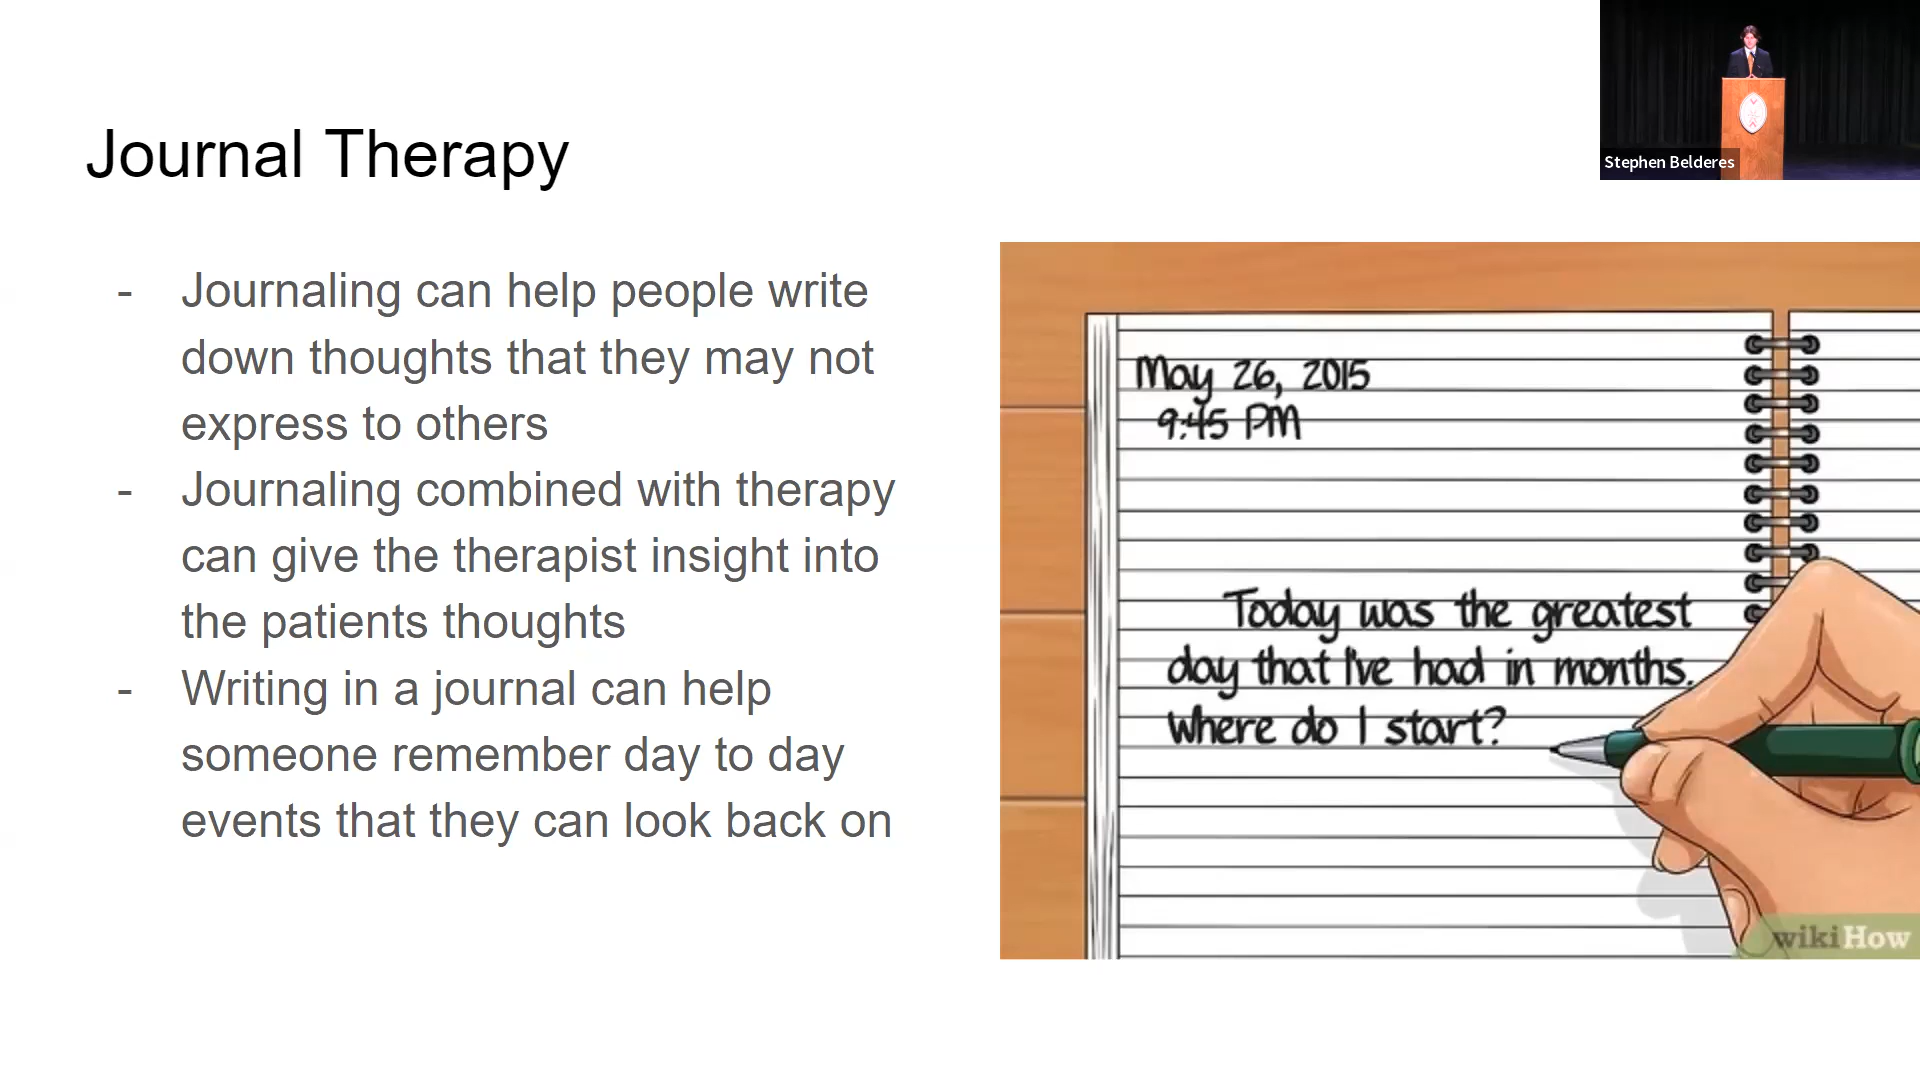 Journal Therapy
- Journaling can help people write
down thoughts that they may not
express to others
- Journaling combined with therapy
can give the therapist insight into
the patients thoughts
- Writing in a journal can help
someone remember day to day
events that they can look back on
Stephen Belderes
May 26, 2015
9:45 PM
Today was the greatest
day that I've had in months.
Where do I start?
wikiHow